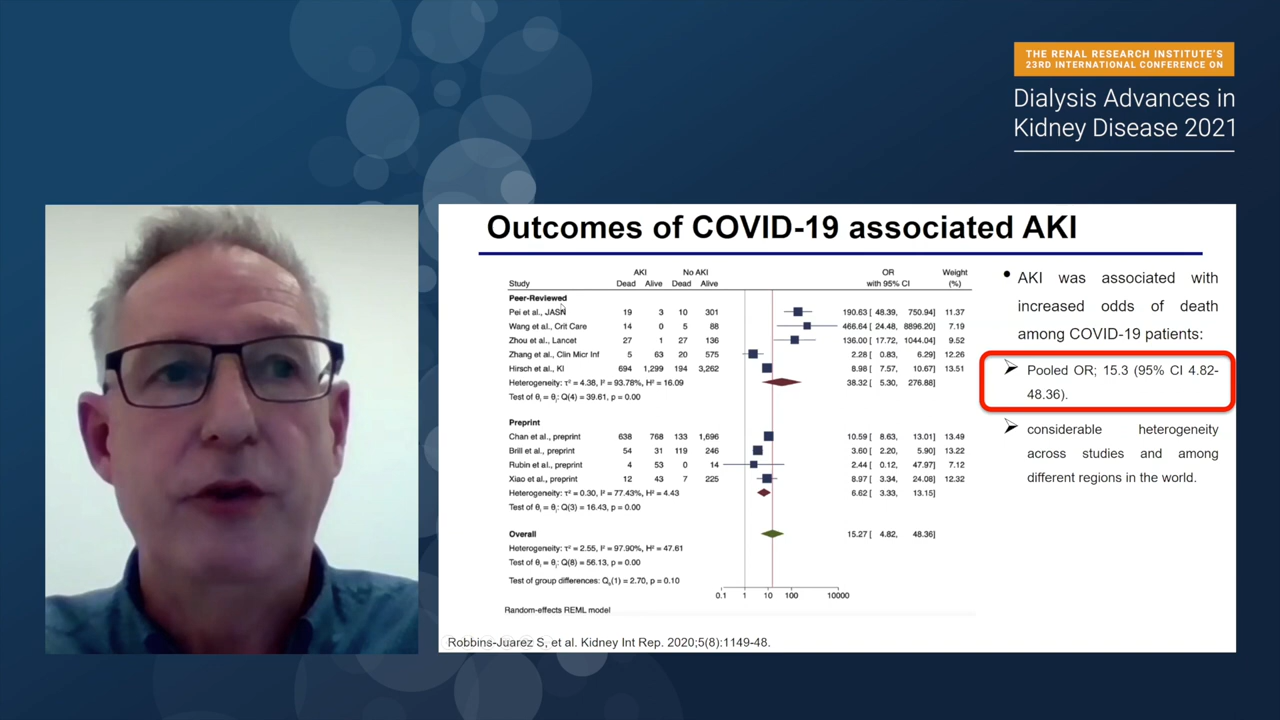 THE RENAL RESEARCH INSTITUTE'S
23RD INTERNATIONAL CONFERENCE ON
Dialysis Advances in
Kidney Disease 2021
Outcomes of COVID-19 associated AKI
AKI No AKI OR Weight
Study Dead Alive Dead Alive with 95% CI (%)
Peer-Reviewed
Pei et al., JASN 19 3 10 301 190.63 [ 48.39, 750.94] 11.37
Wang et al., Crit Care 14 0 5 88 466.64 [ 24.48, 8896.20] 7.19
Zhou et al., Lancet 27 1 27 136 136.00 [ 17.72, 1044.04] 9.52
Zhang et al., Clin Micr Inf 5 63 20 575 2.28 [ 0.83, 6.29] 12.26
Hirsch et al., KI 694 1,299 194 3,262 8.98 [ 7.57, 10.67] 13.51
Heterogeneity: τ² = 4.38, I² = 93.78%, H² = 16.09 38.32 [ 5.30, 276.88]
Test of θᵢ = θⱼ: Q(4) = 39.61, p = 0.00
Preprint
Chan et al., preprint 638 768 133 1,696 10.59 [ 8.63, 13.01] 13.49
Brill et al., preprint 54 31 119 246 3.60 [ 2.20, 5.90] 13.22
Rubin et al., preprint 4 53 0 14 2.44 [ 0.12, 47.97] 7.12
Xiao et al., preprint 12 43 7 225 8.97 [ 3.34, 24.08] 12.32
Heterogeneity: τ² = 0.30, I² = 77.43%, H² = 4.43 6.62 [ 3.33, 13.15]
Test of θᵢ = θⱼ: Q(3) = 16.43, p = 0.00
Overall 15.27 [ 4.82, 48.36]
Heterogeneity: τ² = 2.55, I² = 97.90%, H² = 47.61
Test of θᵢ = θⱼ: Q(8) = 56.13, p = 0.00
Test of group differences: Q_b(1) = 2.70, p = 0.10
0.1 1 10 100 10000
Random-effects REML model
• AKI was associated with
increased odds of death
among COVID-19 patients:
➢ Pooled OR; 15.3 (95% CI 4.82-
48.36).
➢ considerable heterogeneity
across studies and among
different regions in the world.
Robbins-Juarez S, et al. Kidney Int Rep. 2020;5(8):1149-48.